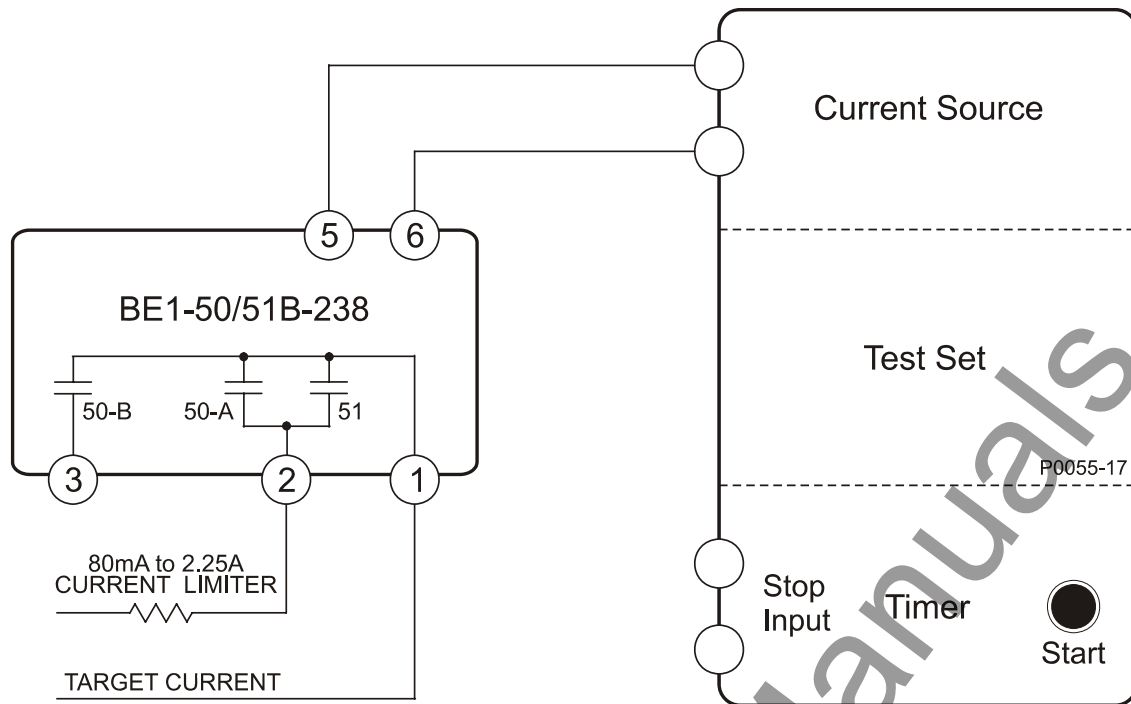 Current Source
5
6
BE1-50/51B-238
Test Set
50-B
50-A
51
P0055-17
3
2
1
80mA to 2.25A
CURRENT LIMITER
Stop
Input
Timer
Start
TARGET CURRENT
Manuals